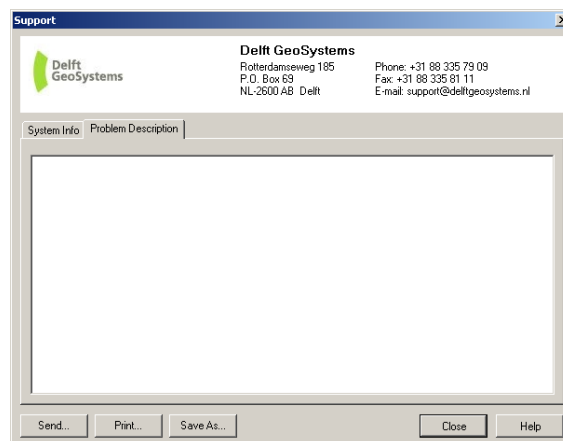 Support
Delft
GeoSystems
Delft GeoSystems
Rotterdamseweg 185
P.O. Box 69
NL-2600 AB Delft
Phone: +31 88 335 79 09
Fax: +31 88 335 81 11
E-mail: support@delftgeosystems.nl
System Info
Problem Description
Send...
Print...
Save As...
Close
Help